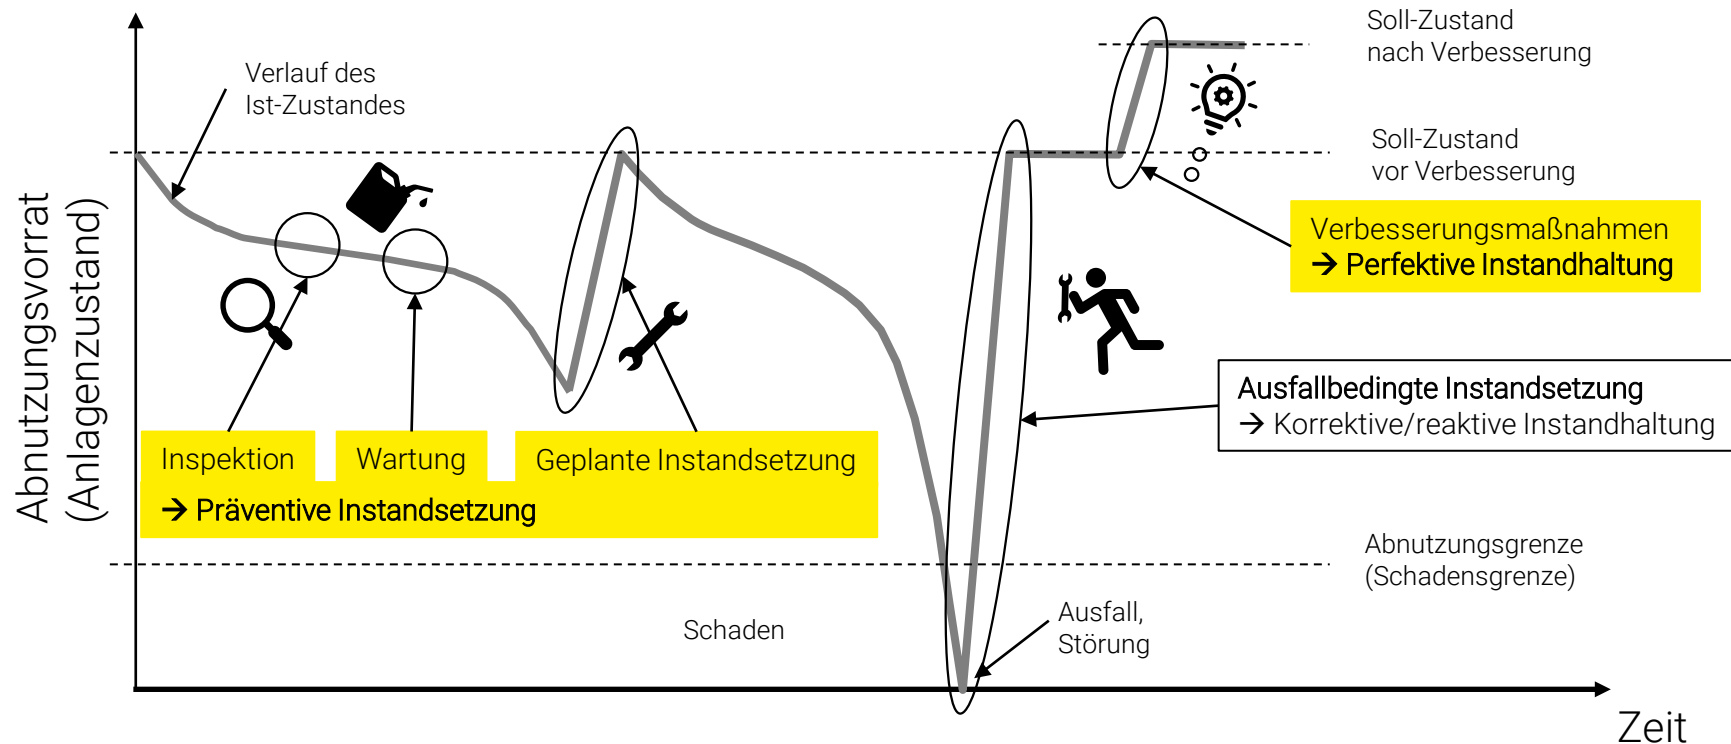 Soll-Zustand
nach Verbesserung
Verlauf des
Ist-Zustandes
Soll-Zustand
vor Verbesserung
Verbesserungsmaßnahmen
→ Perfektive Instandhaltung
Abnutzungsvorrat
(Anlagenzustand)
Ausfallbedingte Instandsetzung
→ Korrektive/reaktive Instandhaltung
Inspektion
Wartung
Geplante Instandsetzung
→ Präventive Instandsetzung
Abnutzungsgrenze
(Schadensgrenze)
Schaden
Ausfall,
Störung
Zeit